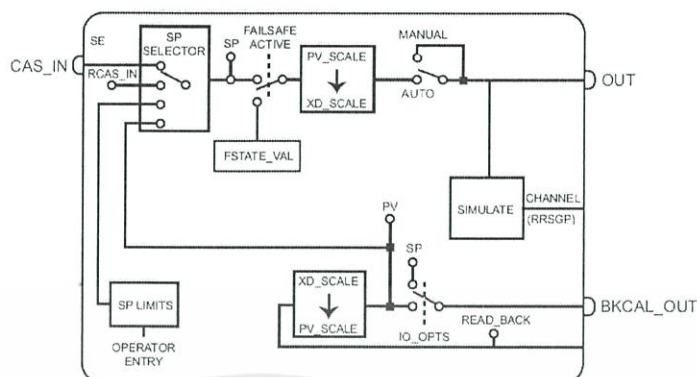 SE
SP
SELECTOR
FAILSAFE
ACTIVE
SP
MANUAL
CAS_IN
RCAS_IN
PV_SCALE
XD_SCALE
AUTO
OUT
FSTATE_VAL
SIMULATE
CHANNEL
(RRSGP)
PV
SP
SP LIMITS
OPERATOR
ENTRY
XD_SCALE
PV_SCALE
IO_OPTS
READ_BACK
BKCAL_OUT